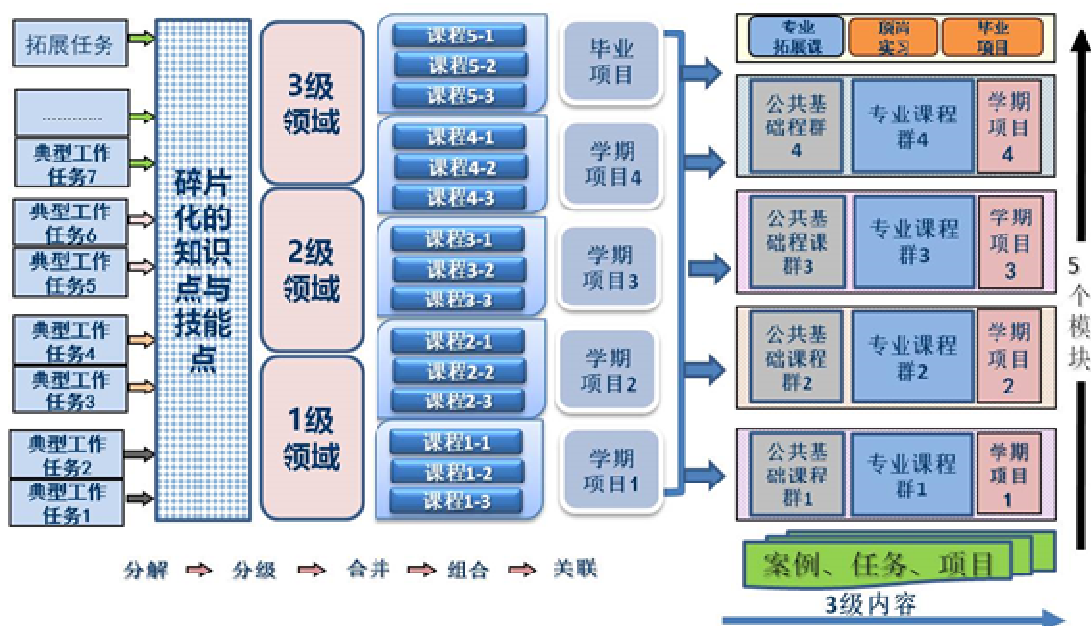 拓展任务
............
典型工作
任务7
典型工作
任务6
典型工作
任务5
典型工作
任务4
典型工作
任务3
典型工作
任务2
典型工作
任务1
碎片
化的
知识
点与
技能
点
3级
领域
2级
领域
1级
领域
课程5-1
课程5-2
课程5-3
课程4-1
课程4-2
课程4-3
课程3-1
课程3-2
课程3-3
课程2-1
课程2-2
课程2-3
课程1-1
课程1-2
课程1-3
毕业
项目
学期
项目4
学期
项目3
学期
项目2
学期
项目1
专业
拓展课
顶岗
实习
毕业
项目
公共基
础程群
4
专业课程
群4
学期
项目
4
公共基
础程课
群3
专业课程
群3
学期
项目
3
公共基
础课程
群2
专业课程
群2
学期
项目
2
公共基
础课程
群1
专业课程
群1
学期
项目
1
5
个
模
块
案例、任务、项目
3级内容
分解
分级
合并
组合
关联